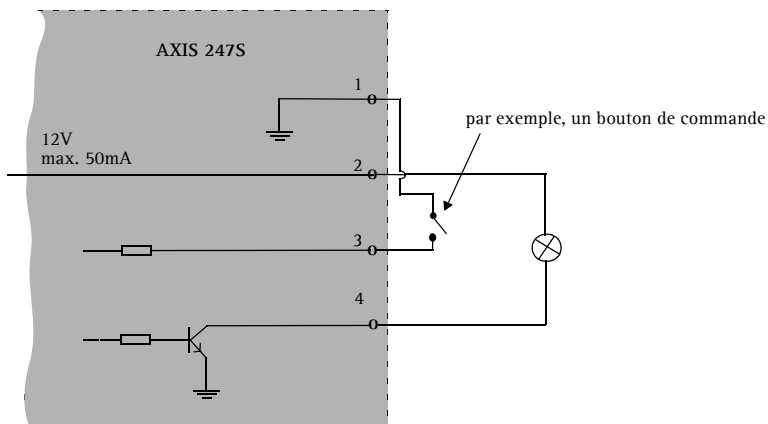 AXIS 247S
1
par exemple, un bouton de commande
12V
max. 50mA
2
3
4